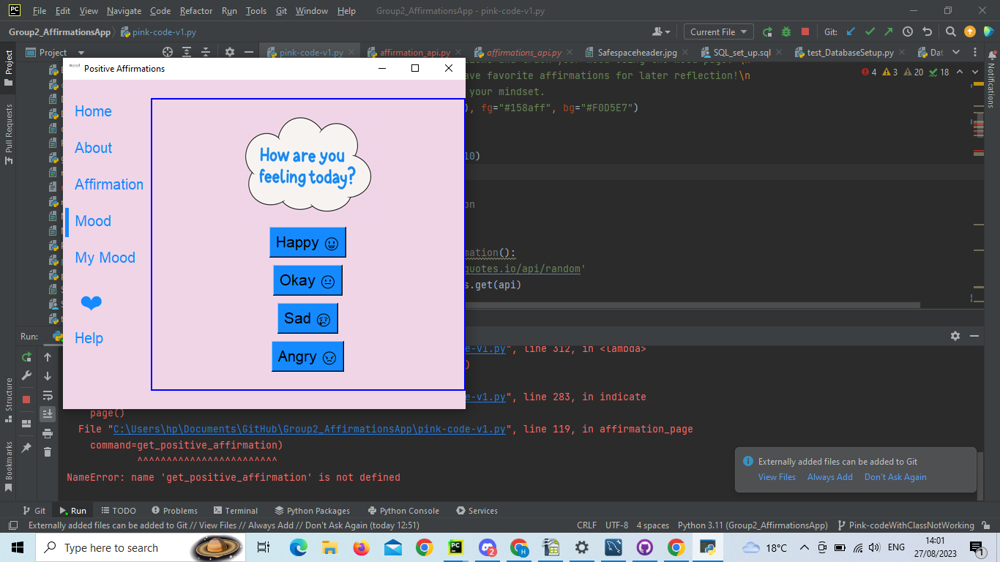 File Edit View Navigate Code Refactor Run Tools Git Window Help Group2_AffirmationsApp - pink-code-v1.py
Group2_AffirmationsApp pink-code-v1.py Current File Git:
Project pink-code-v1.py affirmation_api.py affirmations_api.py Safespaceheader.jpg SQL_set_up.sql test_DatabaseSetup.py Dat
Project
Pull Requests
Structure
Bookmarks
Notifications
Positive Affirmations
ave favorite affirmations for later reflection!\n
4 3 20 18
your mindset.
), fg="#158aff", bg="#F0D5E7")
10)
mation():
quotes.io/api/random'
s.get(api)
Home
About
Affirmation
Mood
My Mood
❤
Help
How are you
feeling today?
Happy 😃
Okay 😐
Sad 😢
Angry 😠
Run:
e-v1.py", line 312, in <lambda>
)
e-v1.py", line 283, in indicate
page()
File "C:\Users\hp\Documents\GitHub\Group2_AffirmationsApp\pink-code-v1.py", line 119, in affirmation_page
command=get_positive_affirmation)
^^^^^^^^^^^^^^^^^^^^^^^^
NameError: name 'get_positive_affirmation' is not defined
Externally added files can be added to Git
View Files Always Add Don't Ask Again
Git Run TODO Problems Terminal Python Packages Python Console Services
Externally added files can be added to Git // View Files // Always Add // Don't Ask Again (today 12:51) CRLF UTF-8 4 spaces Python 3.11 (Group2_AffirmationsApp) Pink-codeWithClassNotWorking
Type here to search 18°C ENG 14:01
27/08/2023 1